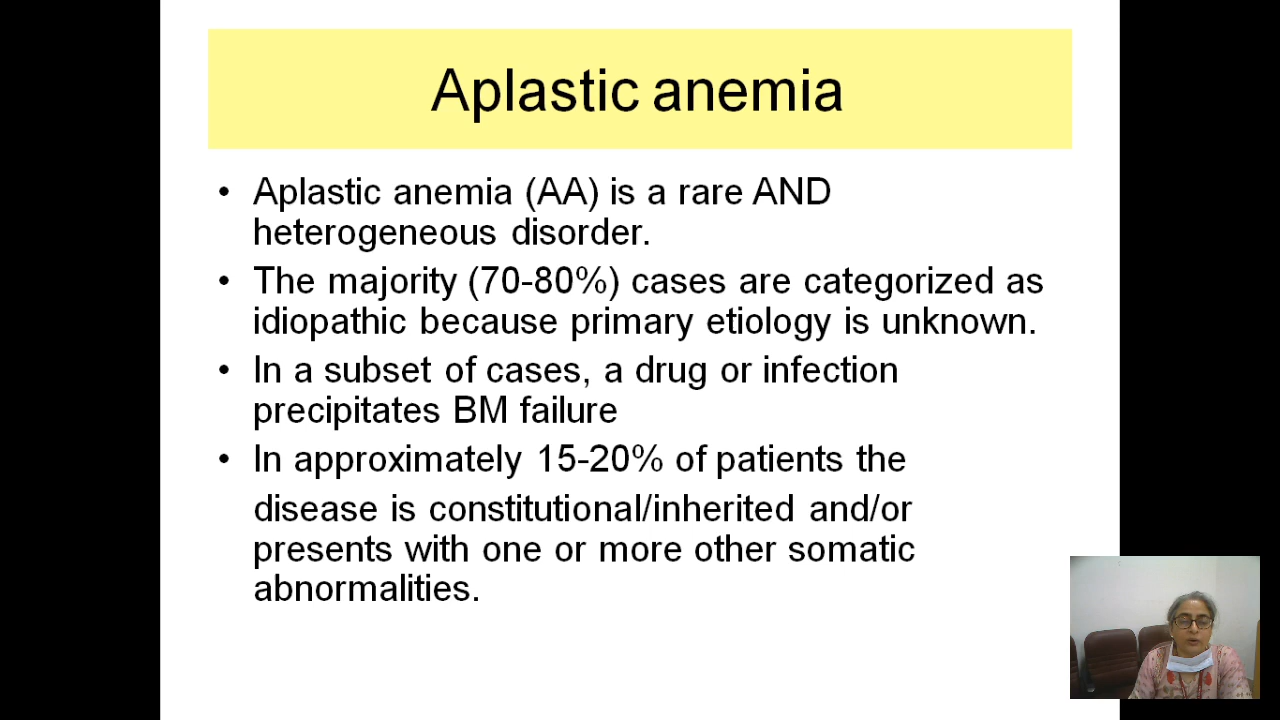 Aplastic anemia
• Aplastic anemia (AA) is a rare AND
heterogeneous disorder.
• The majority (70-80%) cases are categorized as
idiopathic because primary etiology is unknown.
• In a subset of cases, a drug or infection
precipitates BM failure
• In approximately 15-20% of patients the
disease is constitutional/inherited and/or
presents with one or more other somatic
abnormalities.